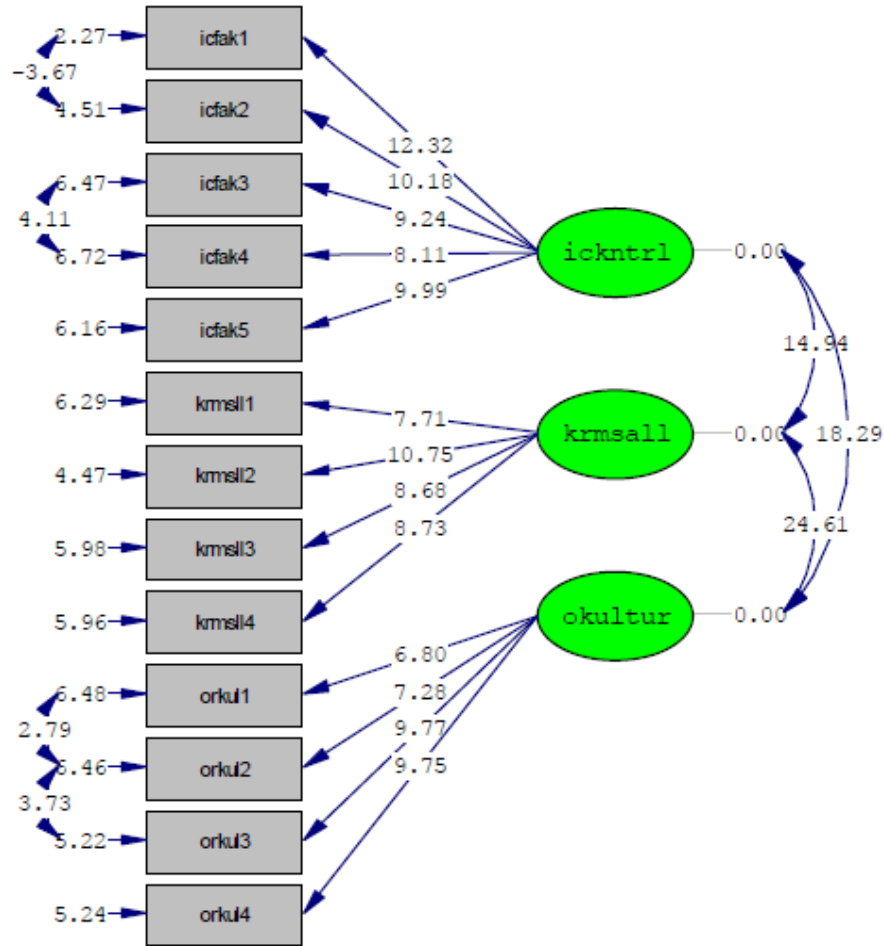 2.27 icfak1
-3.67
4.51 icfak2
12.32
10.18
6.47 icfak3
9.24
4.11
6.72 icfak4
8.11
ickntrl 0.00
9.99
6.16 icfak5
14.94
6.29 krmsll1
7.71
10.75
krmsall 0.00 18.29
4.47 krmsll2
8.68
8.73
24.61
5.98 krmsll3
5.96 krmsll4
okultur 0.00
6.80
6.48 orkul1
7.28
2.79
9.77
6.46 orkul2
9.75
3.73
5.22 orkul3
5.24 orkul4